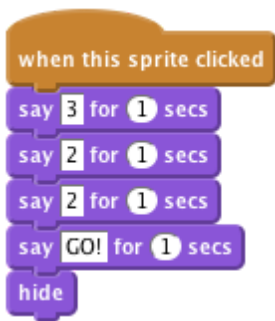 when this sprite clicked
say 3 for 1 secs
say 2 for 1 secs
say 2 for 1 secs
say GO! for 1 secs
hide